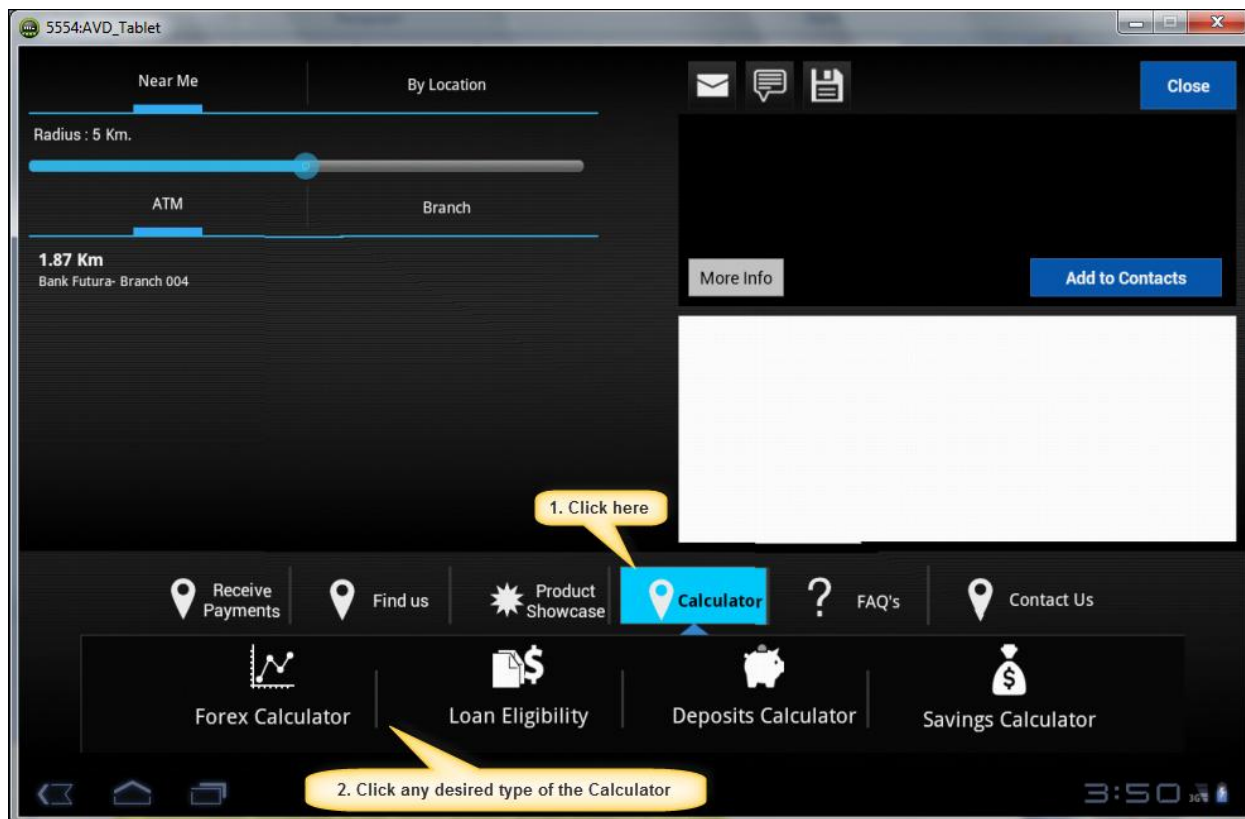 5554:AVD_Tablet
Near Me
By Location
Close
Radius : 5 Km.
ATM
Branch
1.87 Km
Bank Futura- Branch 004
More Info
Add to Contacts
1. Click here
Receive
Payments
Find us
Product
Showcase
Calculator
?
FAQ's
Contact Us
$
$
Forex Calculator
Loan Eligibility
Deposits Calculator
Savings Calculator
2. Click any desired type of the Calculator
3:50
3G